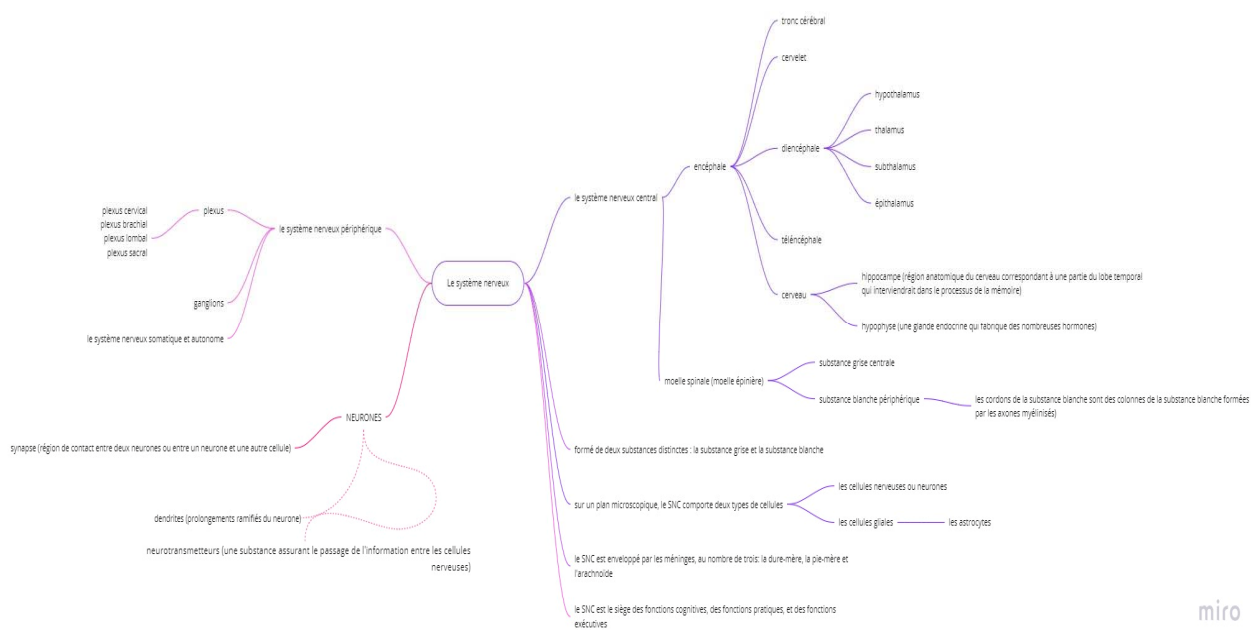 Le système nerveux
le système nerveux central
encéphale
tronc cérébral
cervelet
diencéphale
hypothalamus
thalamus
subthalamus
épithalamus
téléncéphale
cerveau
hippocampe (région anatomique du cerveau correspondant à une partie du lobe temporal
qui interviendrait dans le processus de la mémoire)
hypophyse (une glande endocrine qui fabrique des nombreuses hormones)
moelle spinale (moelle épinière)
substance grise centrale
substance blanche périphérique
les cordons de la substance blanche sont des colonnes de la substance blanche formées
par les axones myélinisés)
formé de deux substances distinctes : la substance grise et la substance blanche
sur un plan microscopique, le SNC comporte deux types de cellules
les cellules nerveuses ou neurones
les cellules gliales
les astrocytes
le SNC est enveloppé par les méninges, au nombre de trois: la dure-mère, la pie-mère et
l'arachnoïde
le SNC est le siège des fonctions cognitives, des fonctions pratiques, et des fonctions
exécutives
le système nerveux périphérique
plexus
plexus cervical
plexus brachial
plexus lombal
plexus sacral
ganglions
le système nerveux somatique et autonome
NEURONES
synapse (région de contact entre deux neurones ou entre un neurone et une autre cellule)
dendrites (prolongements ramifiés du neurone)
neurotransmetteurs (une substance assurant le passage de l'information entre les cellules
nerveuses)
miro